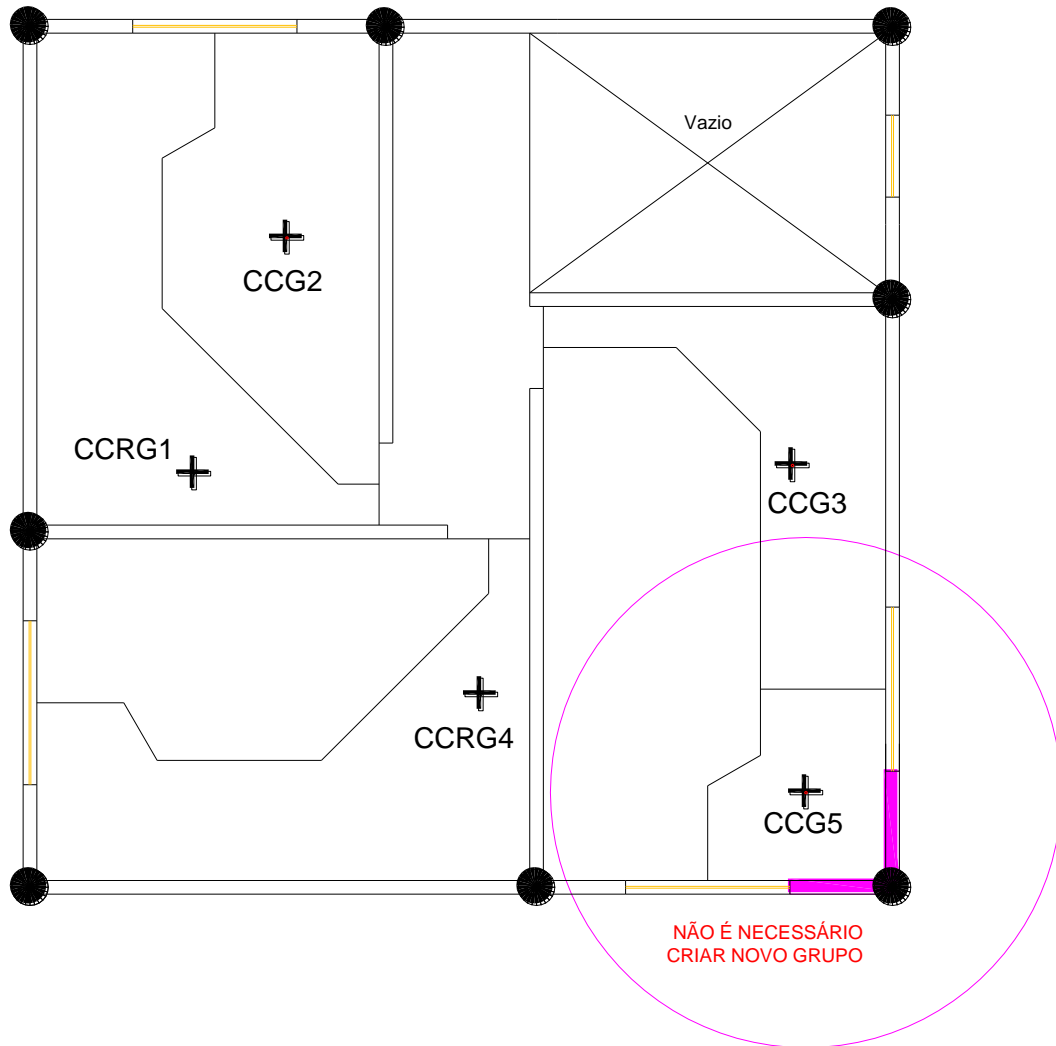 Vazio
CCG2
CCRG1
CCG3
CCRG4
CCG5
NÃO É NECESSÁRIO
CRIAR NOVO GRUPO